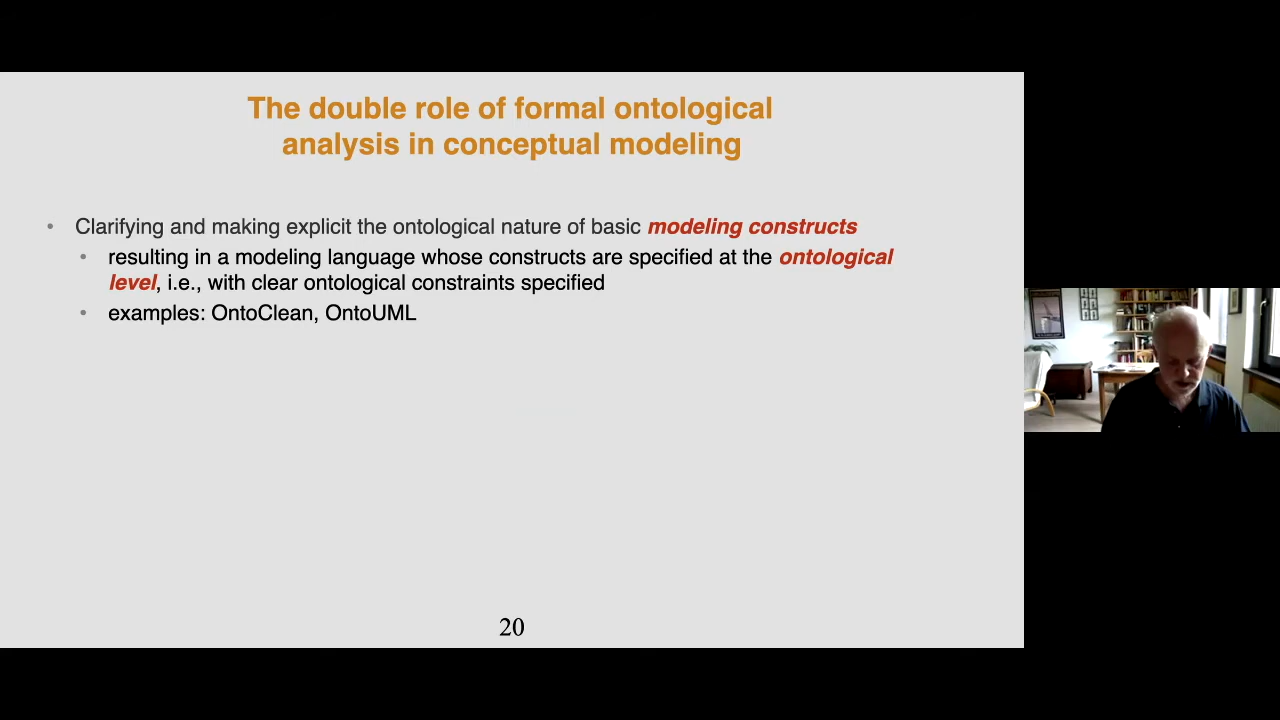 The double role of formal ontological
analysis in conceptual modeling
• Clarifying and making explicit the ontological nature of basic modeling constructs
• resulting in a modeling language whose constructs are specified at the ontological
level, i.e., with clear ontological constraints specified
• examples: OntoClean, OntoUML
20